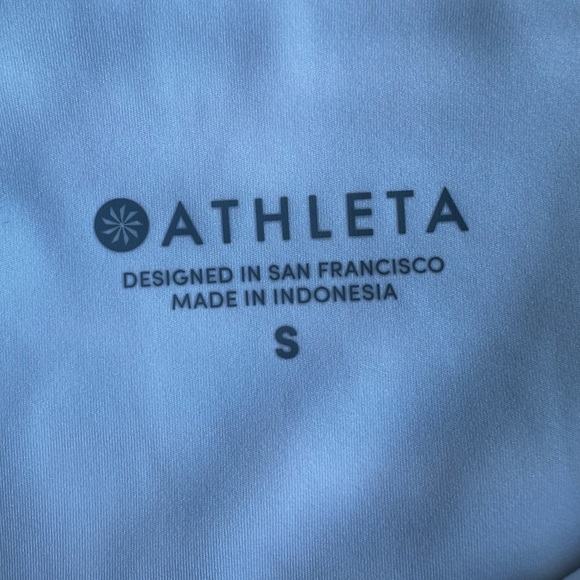 ATHLETA
DESIGNED IN SAN FRANCISCO
MADE IN INDONESIA
S